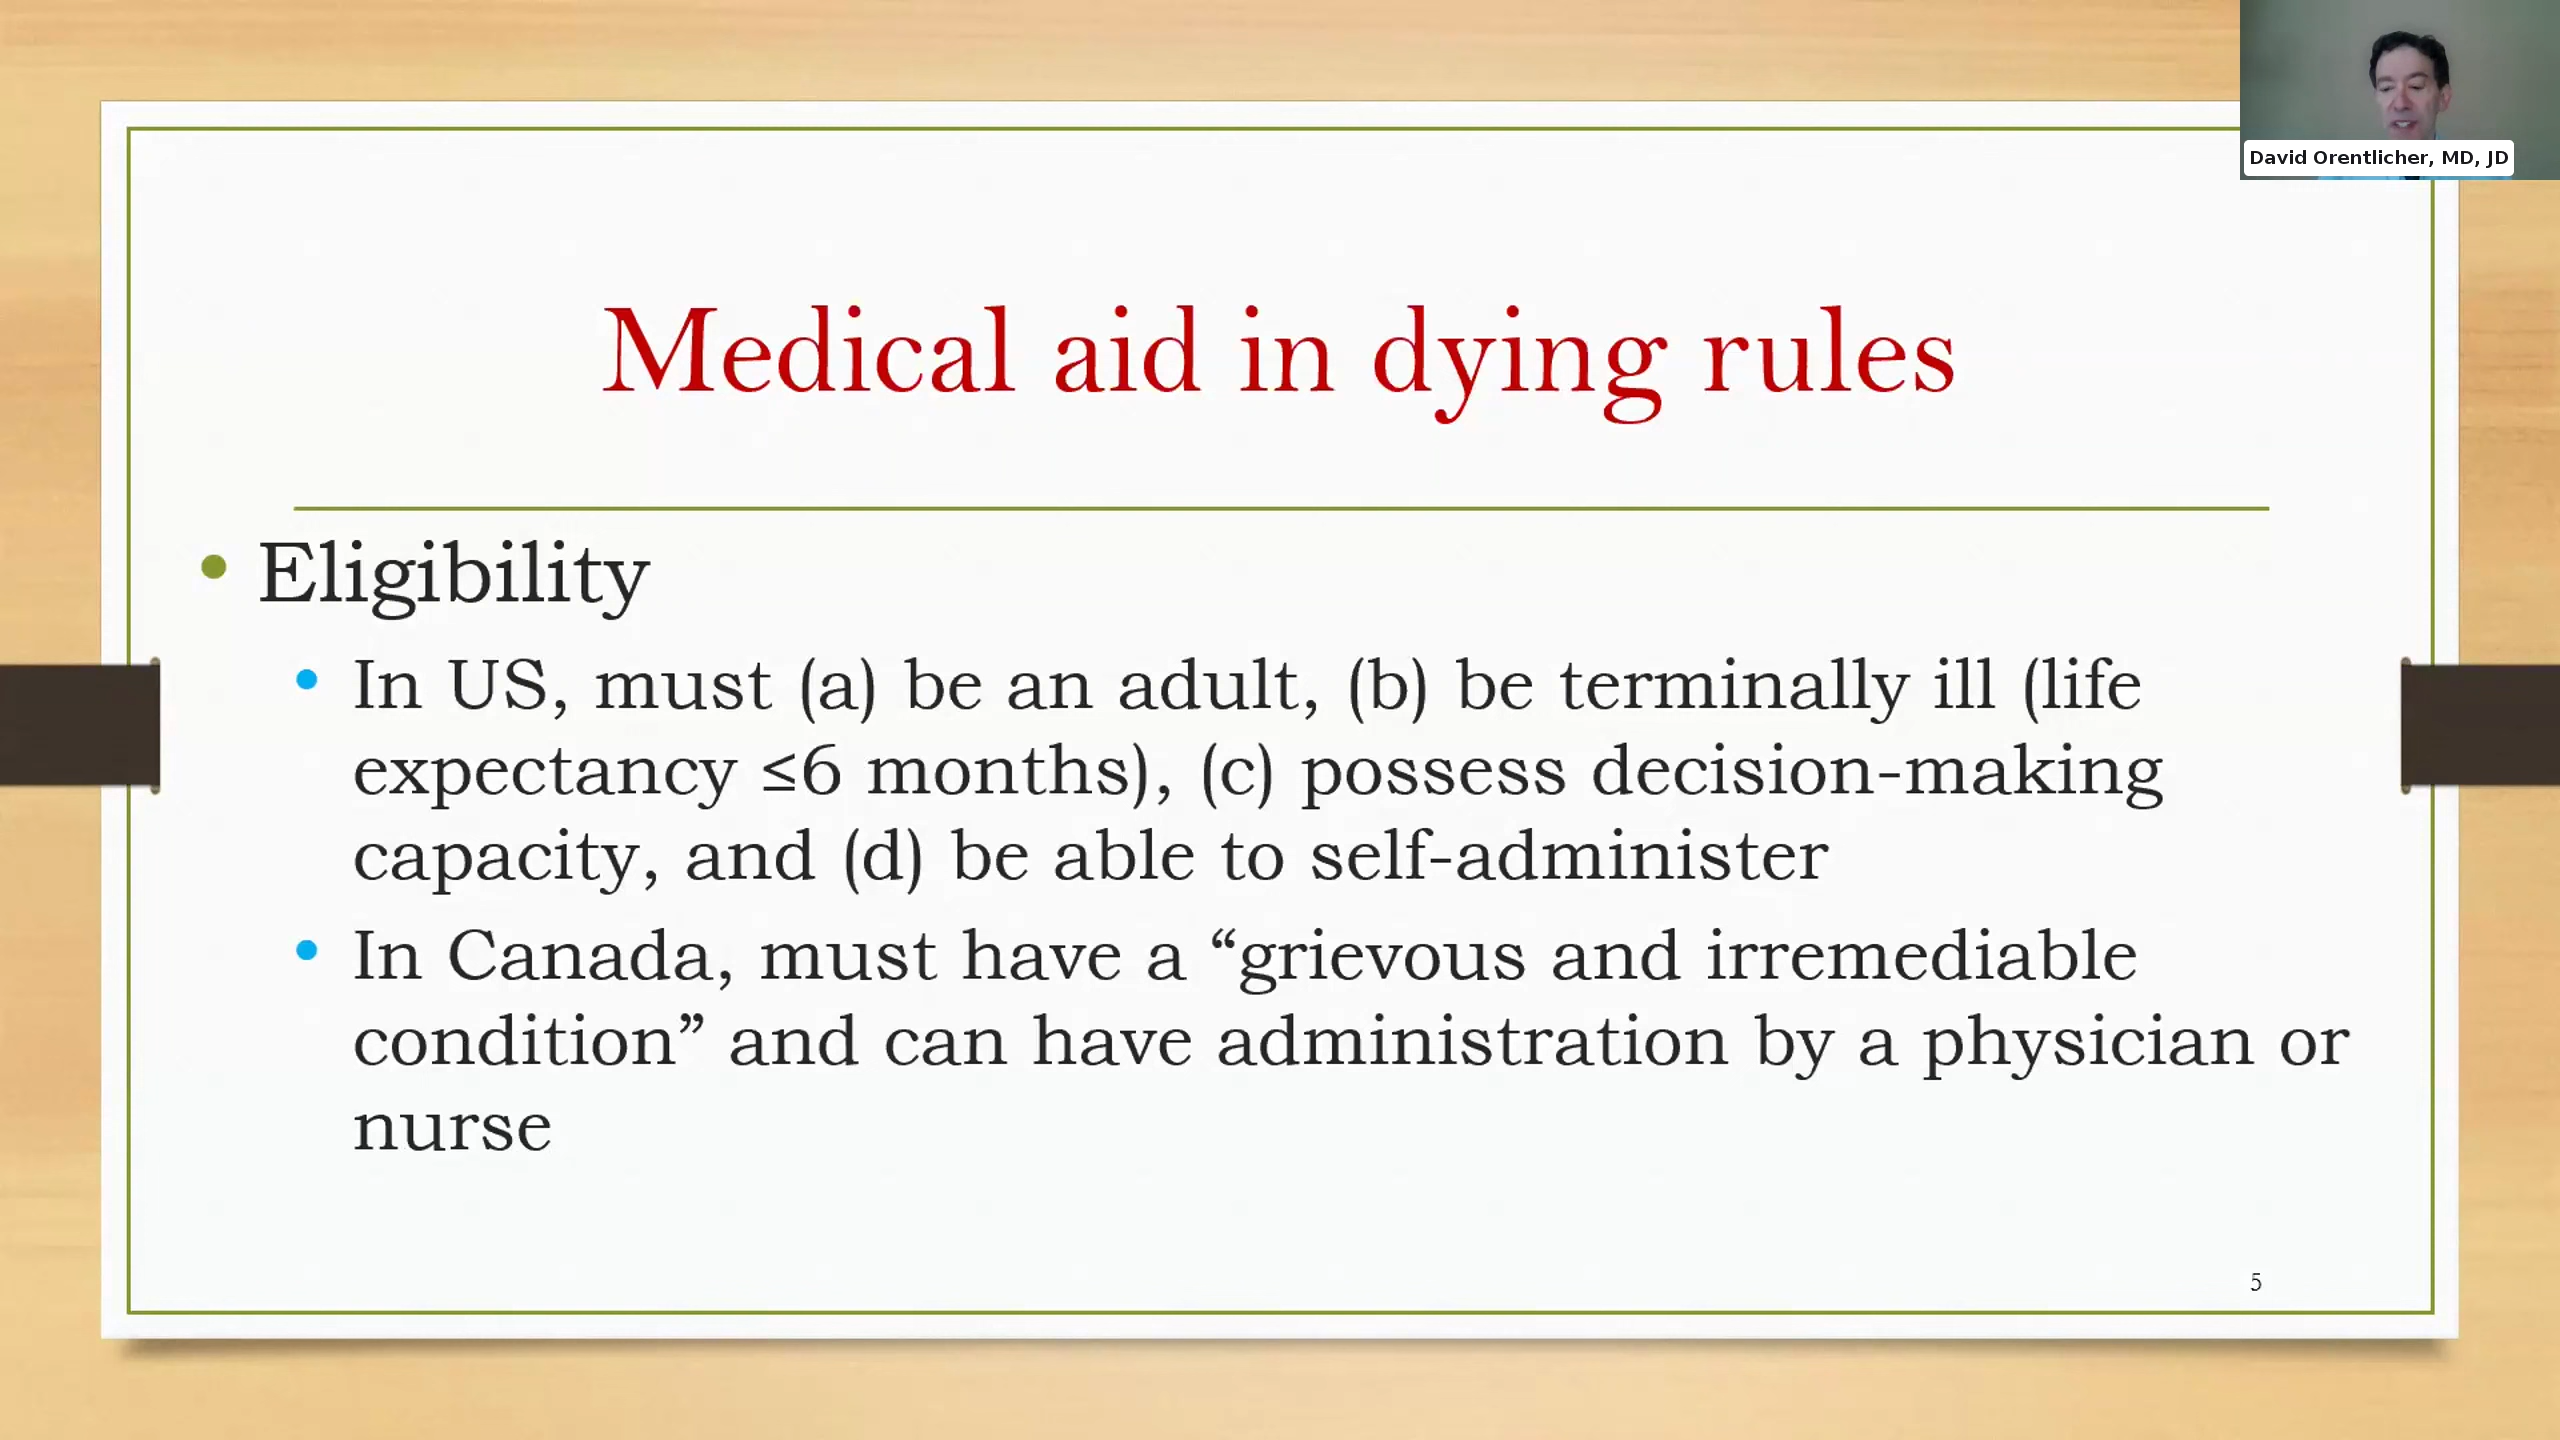 David Orentlicher, MD, JD
Medical aid in dying rules
• Eligibility
• In US, must (a) be an adult, (b) be terminally ill (life
expectancy ≤6 months), (c) possess decision-making
capacity, and (d) be able to self-administer
• In Canada, must have a “grievous and irremediable
condition” and can have administration by a physician or
nurse
5